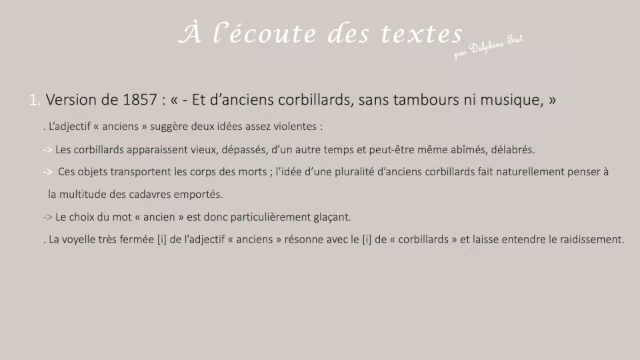 À l'écoute des textes
par Delphine
1. Version de 1857 : « - Et d'anciens corbillards, sans tambours ni musique, »
. L'adjectif « anciens » suggère deux idées assez violentes :
-> Les corbillards apparaissent vieux, dépassés, d'un autre temps et peut-être même abîmés, délabrés.
-> Ces objets transportent les corps des morts ; l'idée d'une pluralité d'anciens corbillards fait naturellement penser à
la multitude des cadavres emportés.
-> Le choix du mot « ancien » est donc particulièrement glaçant.
. La voyelle très fermée [i] de l'adjectif « anciens » résonne avec le [i] de « corbillards » et laisse entendre le raidissement.